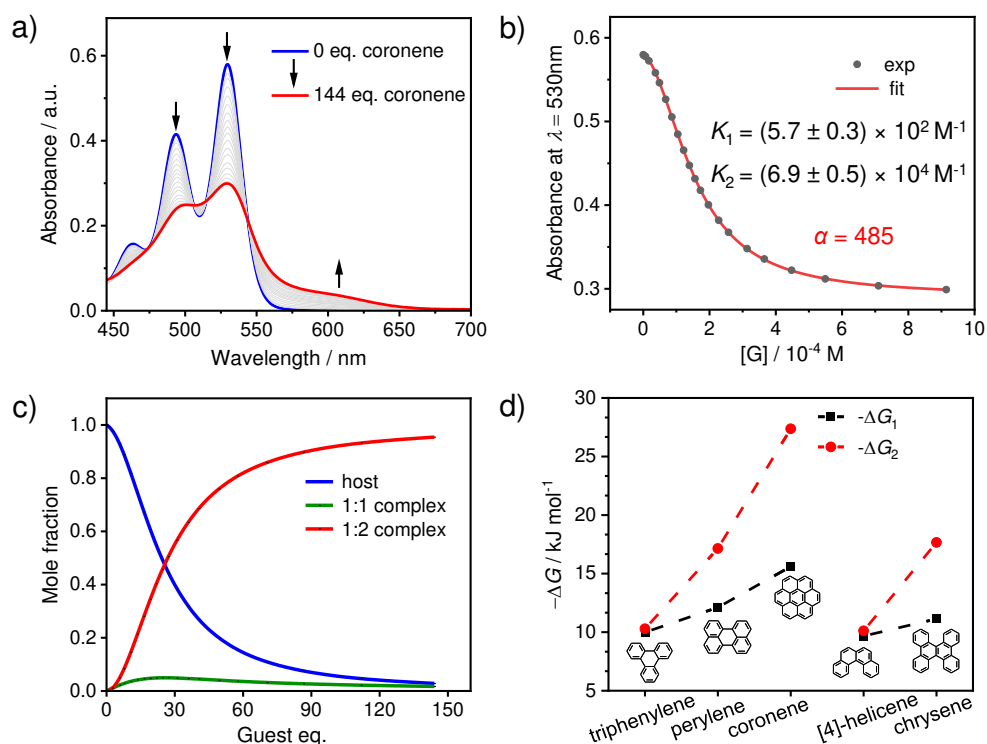 a)
0 eq. coronene
144 eq. coronene
Absorbance / a.u.
0.6
0.4
0.2
0.0
450
500
550
600
650
700
Wavelength / nm
b)
exp
fit
K₁ = (5.7 ± 0.3) × 10² M⁻¹
K₂ = (6.9 ± 0.5) × 10⁴ M⁻¹
α = 485
Absorbance at λ = 530nm
0.6
0.5
0.4
0.3
0
2
4
6
8
10
[G] / 10⁻⁴ M
c)
host
1:1 complex
1:2 complex
Mole fraction
1.0
0.8
0.6
0.4
0.2
0.0
0
30
60
90
120
150
Guest eq.
d)
-ΔG₁
-ΔG₂
−ΔG / kJ mol⁻¹
30
25
20
15
10
5
triphenylene
perylene
coronene
[4]-helicene
chrysene